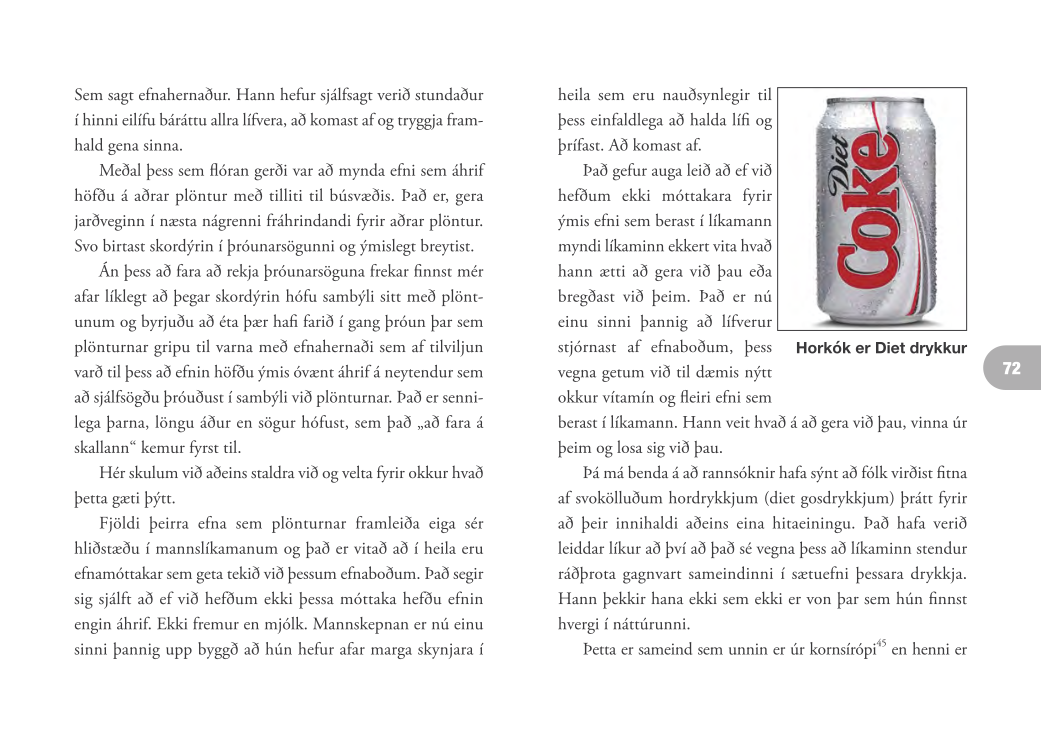 Sem sagt efnahernaður. Hann hefur sjálfsagt verið stundaður
í hinni eilífu báráttu allra lífvera, að komast af og tryggja fram-
hald gena sinna.
Meðal þess sem flóran gerði var að mynda efni sem áhrif
höfðu á aðrar plöntur með tilliti til búsvæðis. Það er, gera
jarðveginn í næsta nágrenni fráhrindandi fyrir aðrar plöntur.
Svo birtast skordýrin í þróunarsögunni og ýmislegt breytist.
Án þess að fara að rekja þróunarsöguna frekar finnst mér
afar líklegt að þegar skordýrin hófu sambýli sitt með plönt-
unum og byrjuðu að éta þær hafi farið í gang þróun þar sem
plönturnar gripu til varna með efnahernaði sem af tilviljun
varð til þess að efnin höfðu ýmis óvænt áhrif á neytendur sem
að sjálfsögðu þróuðust í sambýli við plönturnar. Það er senni-
lega þarna, löngu áður en sögur hófust, sem það „að fara á
skallann“ kemur fyrst til.
Hér skulum við aðeins staldra við og velta fyrir okkur hvað
þetta gæti þýtt.
Fjöldi þeirra efna sem plönturnar framleiða eiga sér
hliðstæðu í mannslíkamanum og það er vitað að í heila eru
efnamóttakar sem geta tekið við þessum efnaboðum. Það segir
sig sjálft að ef við hefðum ekki þessa móttaka hefðu efnin
engin áhrif. Ekki fremur en mjólk. Mannskepnan er nú einu
sinni þannig upp byggð að hún hefur afar marga skynjara í
heila sem eru nauðsynlegir til
þess einfaldlega að halda lífi og
þrífast. Að komast af.
Það gefur auga leið að ef við
hefðum ekki móttakara fyrir
ýmis efni sem berast í líkamann
myndi líkaminn ekkert vita hvað
hann ætti að gera við þau eða
bregðast við þeim. Það er nú
einu sinni þannig að lífverur
stjórnast af efnaboðum, þess
vegna getum við til dæmis nýtt
okkur vítamín og fleiri efni sem
berast í líkamann. Hann veit hvað á að gera við þau, vinna úr
þeim og losa sig við þau.
Þá má benda á að rannsóknir hafa sýnt að fólk virðist fitna
af svokölluðum hordrykkjum (diet gosdrykkjum) þrátt fyrir
að þeir innihaldi aðeins eina hitaeiningu. Það hafa verið
leiddar líkur að því að það sé vegna þess að líkaminn stendur
ráðþrota gagnvart sameindinni í sætuefni þessara drykkja.
Hann þekkir hana ekki sem ekki er von þar sem hún finnst
hvergi í náttúrunni.
Þetta er sameind sem unnin er úr kornsírópi45 en henni er
Diet
Coke
Horkók er Diet drykkur
72